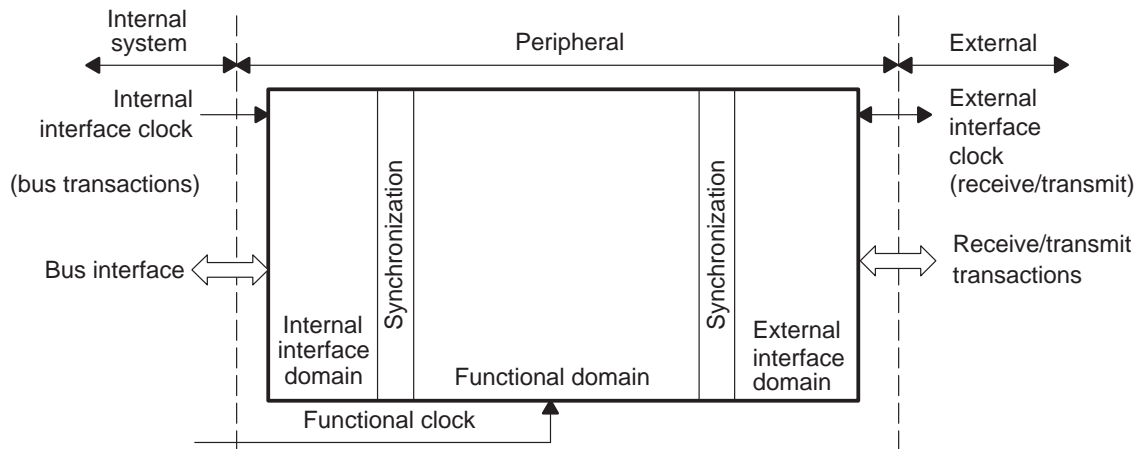 Internal
system
Peripheral
External
Internal
interface clock
(bus transactions)
External
interface
clock
(receive/transmit)
Bus interface
Receive/transmit
transactions
Synchronization
Synchronization
Internal
interface
domain
Functional domain
External
interface
domain
Functional clock